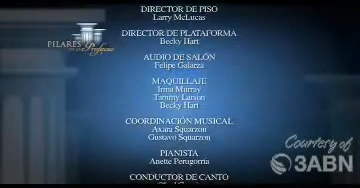 DIRECTOR DE PISO
Larry McLucas
DIRECTOR DE PLATAFORMA
Becky Hart
AUDIO DE SALÓN
Felipe Galarza
MAQUILLAJE
Irma Murray
Tammy Larson
Becky Hart
COORDINACIÓN MUSICAL
Axara Squarzon
Gustavo Squarzon
PIANISTA
Anette Perugorría
CONDUCTOR DE CANTO
PILARES
Profecía
Courtesy of
3ABN